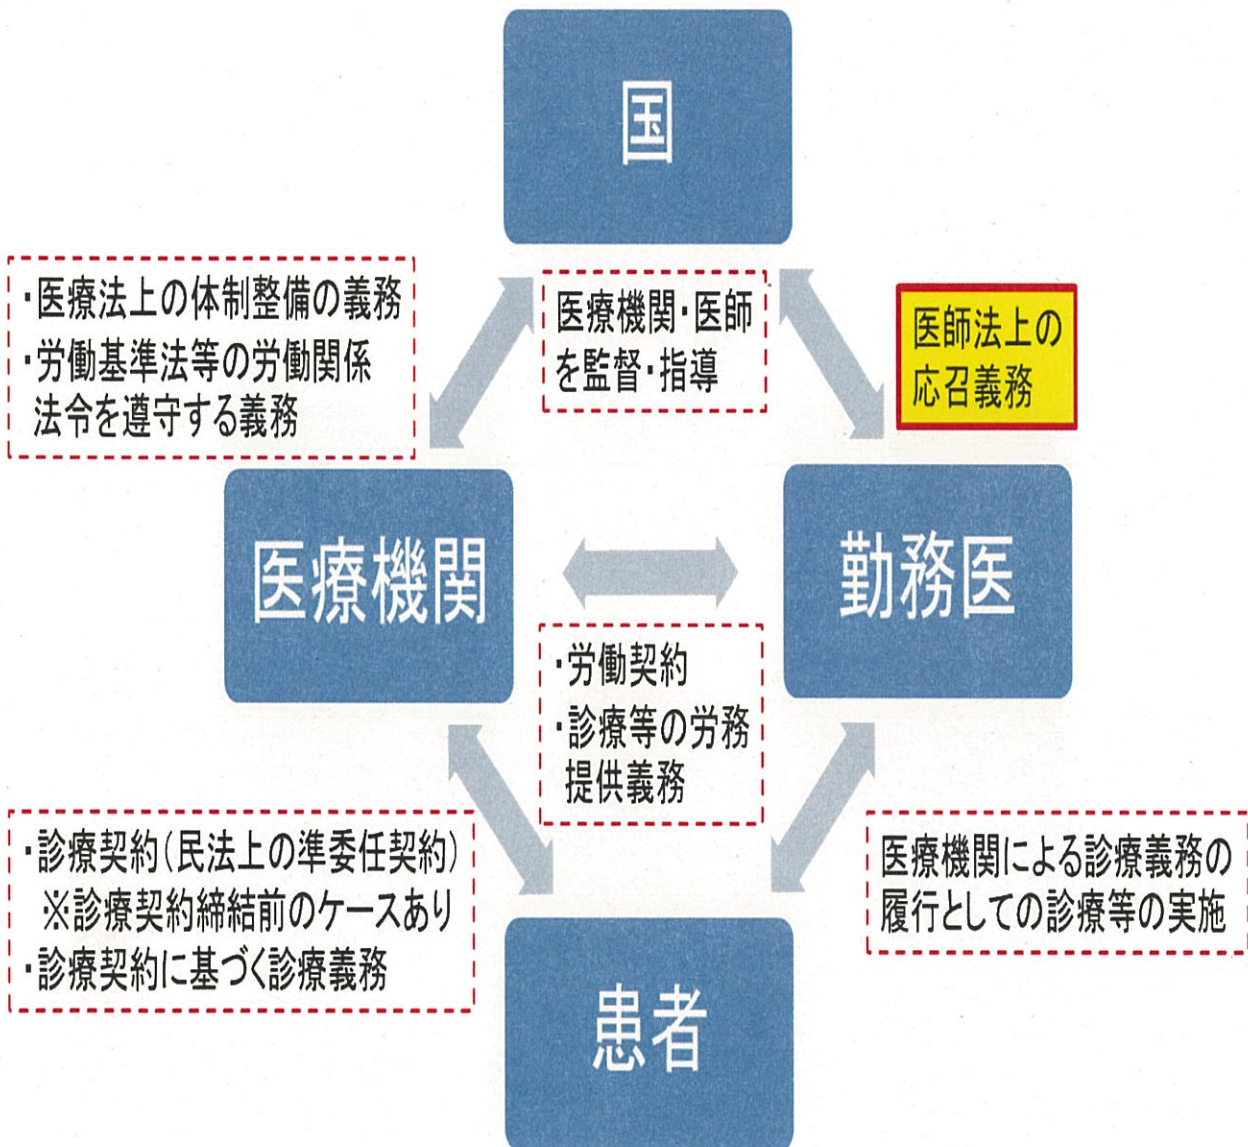 国
・医療法上の体制整備の義務
・労働基準法等の労働関係
法令を遵守する義務
医療機関・医師
を監督・指導
医師法上の
応召義務
医療機関
勤務医
・労働契約
・診療等の労務
提供義務
・診療契約(民法上の準委任契約)
※診療契約締結前のケースあり
・診療契約に基づく診療義務
医療機関による診療義務の
履行としての診療等の実施
患者